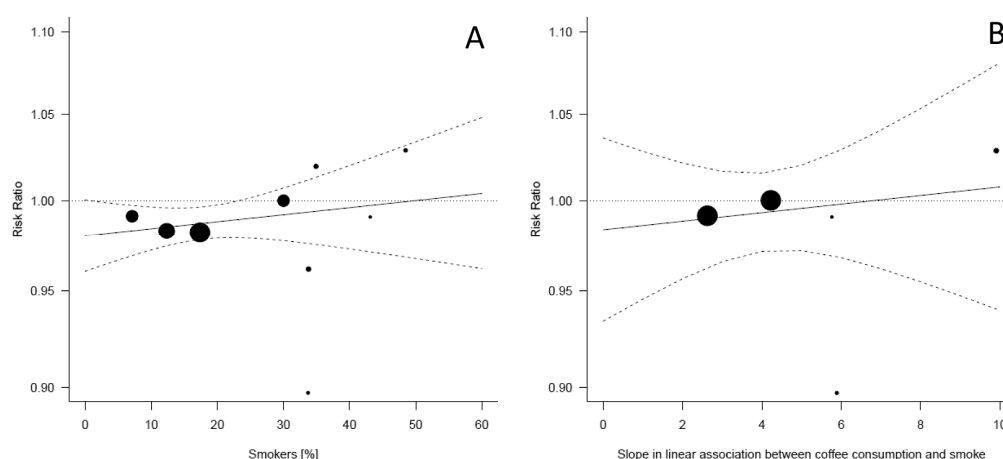 A
1.10
1.05
1.00
0.95
0.90
Risk Ratio
0 10 20 30 40 50 60
Smokers [%]
B
1.10
1.05
1.00
0.95
0.90
Risk Ratio
0 2 4 6 8 10
Slope in linear association between coffee consumption and smoke